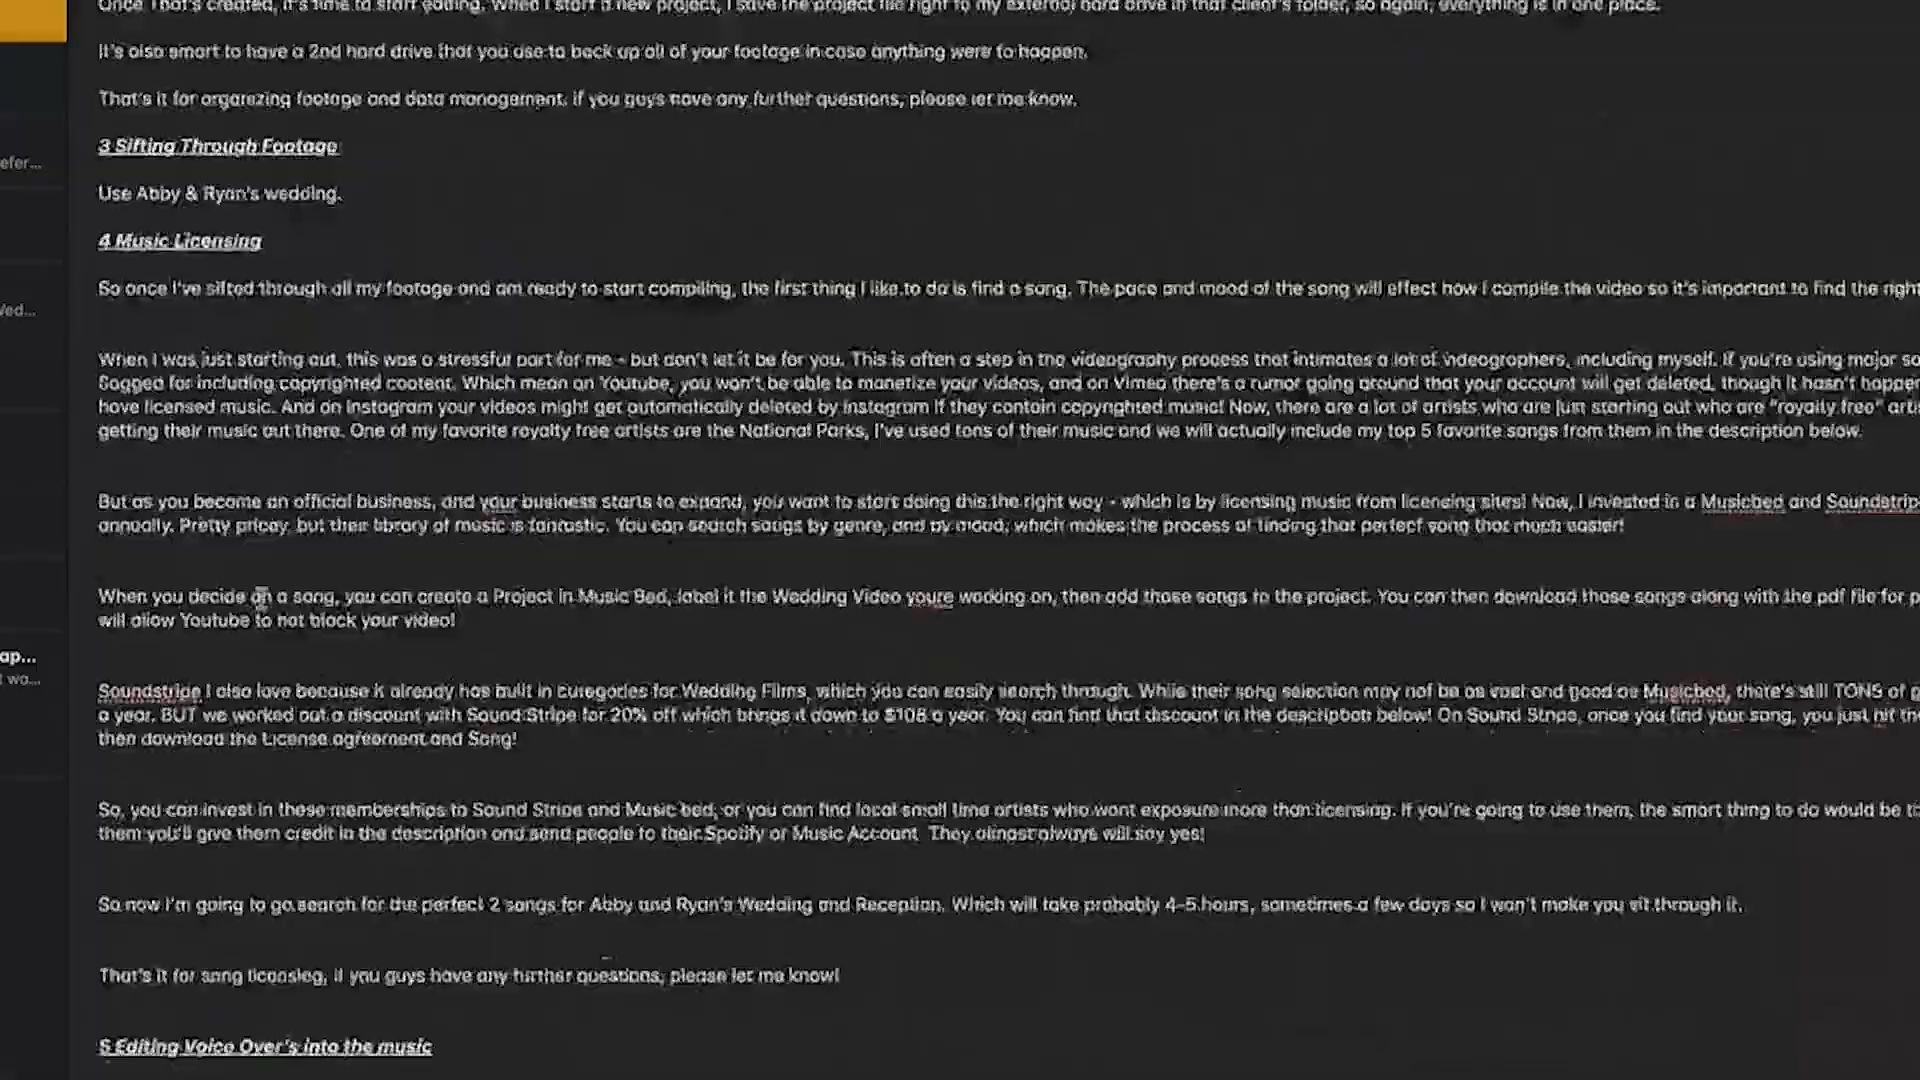 Once That's created, it's time to start editing. When I start a new project, I save the project file right to my external hard drive in that client's folder, so again, everything is in one place.
It's also smart to have a 2nd hard drive that you use to back up all of your footage in case anything were to happen.
That's it for organizing footage and data management. if you guys have any further questions, please let me know.
3 Sifting Through Footage
efer...
Use Abby & Ryan's wedding.
4 Music Licensing
So once I've sifted through all my footage and am ready to start compiling, the first thing I like to do is find a song. The pace and mood of the song will effect how I compile the video so it's important to find the right
Wed...
When I was just starting out, this was a stressful part for me - but don't let it be for you. This is often a step in the videography process that intimates a lot of videographers, including myself. If you're using major so
flagged for including copyrighted content. Which mean on Youtube, you won't be able to monetize your videos, and on Vimeo there's a rumor going around that your account will get deleted, though it hasn't happen
have licensed music. And on Instagram your videos might get automatically deleted by Instagram if they contain copyrighted music! Now, there are a lot of artists who are just starting out who are "royalty free" arti
getting their music out there. One of my favorite royalty free artists are the National Parks, I've used tons of their music and we will actually include my top 5 favorite songs from them in the description below.
But as you become an official business, and your business starts to expand, you want to start doing this the right way - which is by licensing music from licensing sites! Now, I invested in a Musicbed and Soundstrip
annually. Pretty pricey, but their library of music is fantastic. You can search songs by genre, and by mood, which makes the process of finding that perfect song that much easier!
When you decide on a song, you can create a Project in Music Bed, label it the Wedding Video youre working on, then add those songs to the project. You can then download those songs along with the pdf file for p
will allow Youtube to not block your video!
ap...
t wa...
Soundstripe I also love because it already has built in categories for Wedding Films, which you can easily search through. While their song selection may not be as vast and good as Musicbed, there's still TONS of g
a year. BUT we worked out a discount with Sound Stripe for 20% off which brings it down to $108 a year. You can find that discount in the description below! On Sound Stripe, once you find your song, you just hit the
then download the License agreement and Song!
So, you can invest in these memberships to Sound Stripe and Music bed, or you can find local small time artists who want exposure more than licensing. If you're going to use them, the smart thing to do would be to
them you'll give them credit in the description and send people to their Spotify or Music Account. They almost always will say yes!
So now I'm going to go search for the perfect 2 songs for Abby and Ryan's Wedding and Reception. Which will take probably 4-5 hours, sometimes a few days so I won't make you sit through it.
That's it for song licensing, if you guys have any further questions, please let me know!
5 Editing Voice Over's into the music